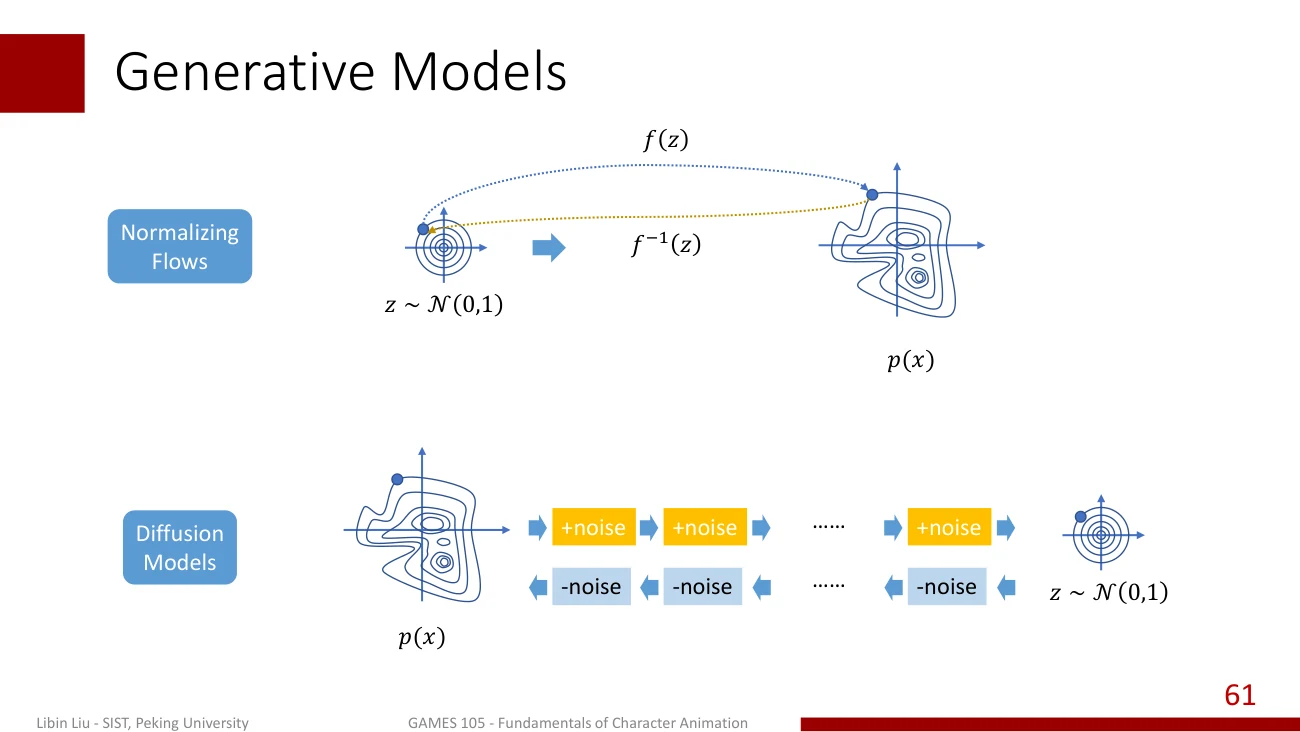 Generative Models
f(z)
Normalizing
Flows
f⁻¹(z)
z ~ 𝒩(0,1)
p(x)
Diffusion
Models
+noise +noise ...... +noise
-noise -noise ...... -noise
z ~ 𝒩(0,1)
p(x)
61
Libin Liu - SIST, Peking University GAMES 105 - Fundamentals of Character Animation